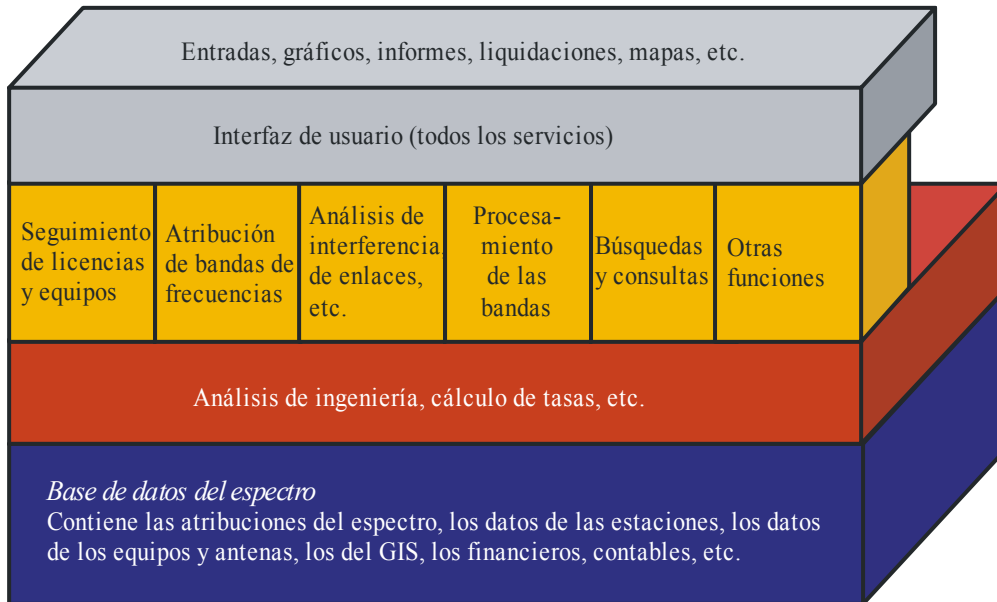 Entradas, gráficos, informes, liquidaciones, mapas, etc.
Interfaz de usuario (todos los servicios)
Seguimiento
de licencias
y equipos
Atribución
de bandas de
frecuencias
Análisis de
interferencia,
de enlaces,
etc.
Procesa-
miento
de las
bandas
Búsquedas
y consultas
Otras
funciones
Análisis de ingeniería, cálculo de tasas, etc.
Base de datos del espectro
Contiene las atribuciones del espectro, los datos de las estaciones, los datos
de los equipos y antenas, los del GIS, los financieros, contables, etc.